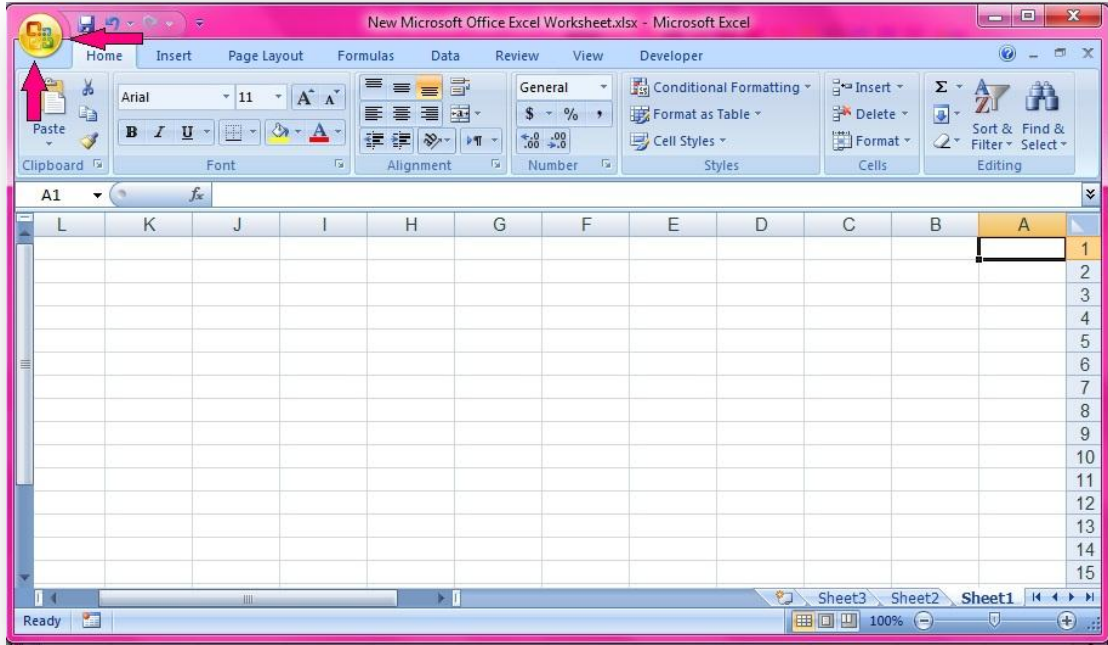 New Microsoft Office Excel Worksheet.xlsx - Microsoft Excel
Home Insert Page Layout Formulas Data Review View Developer
Arial 11 A A General Conditional Formatting Insert Σ
Paste B I U A $ % , Format as Table Delete Sort & Find &
Cell Styles Format Filter Select
Clipboard Font Alignment Number Styles Cells Editing
A1 fx
L K J I H G F E D C B A
1
2
3
4
5
6
7
8
9
10
11
12
13
14
15
Sheet3 Sheet2 Sheet1
Ready 100%